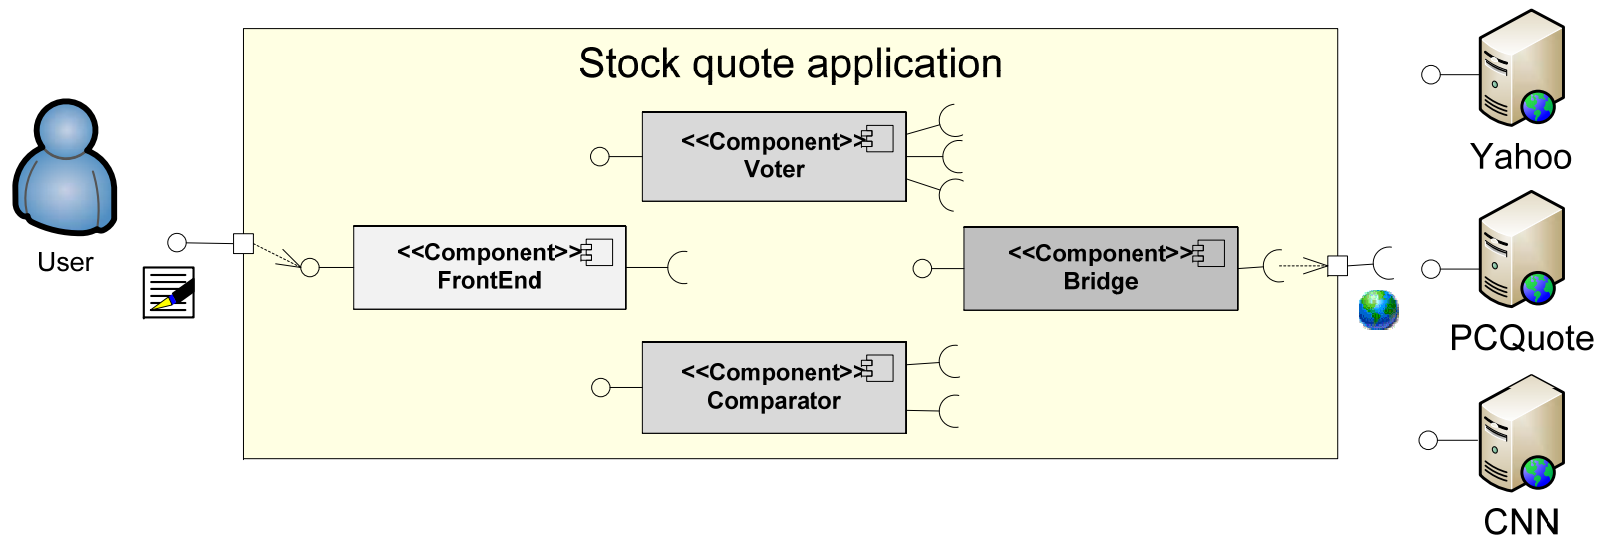 Stock quote application
<<Component>>
Voter
<<Component>>
FrontEnd
<<Component>>
Bridge
<<Component>>
Comparator
User
Yahoo
PCQuote
CNN